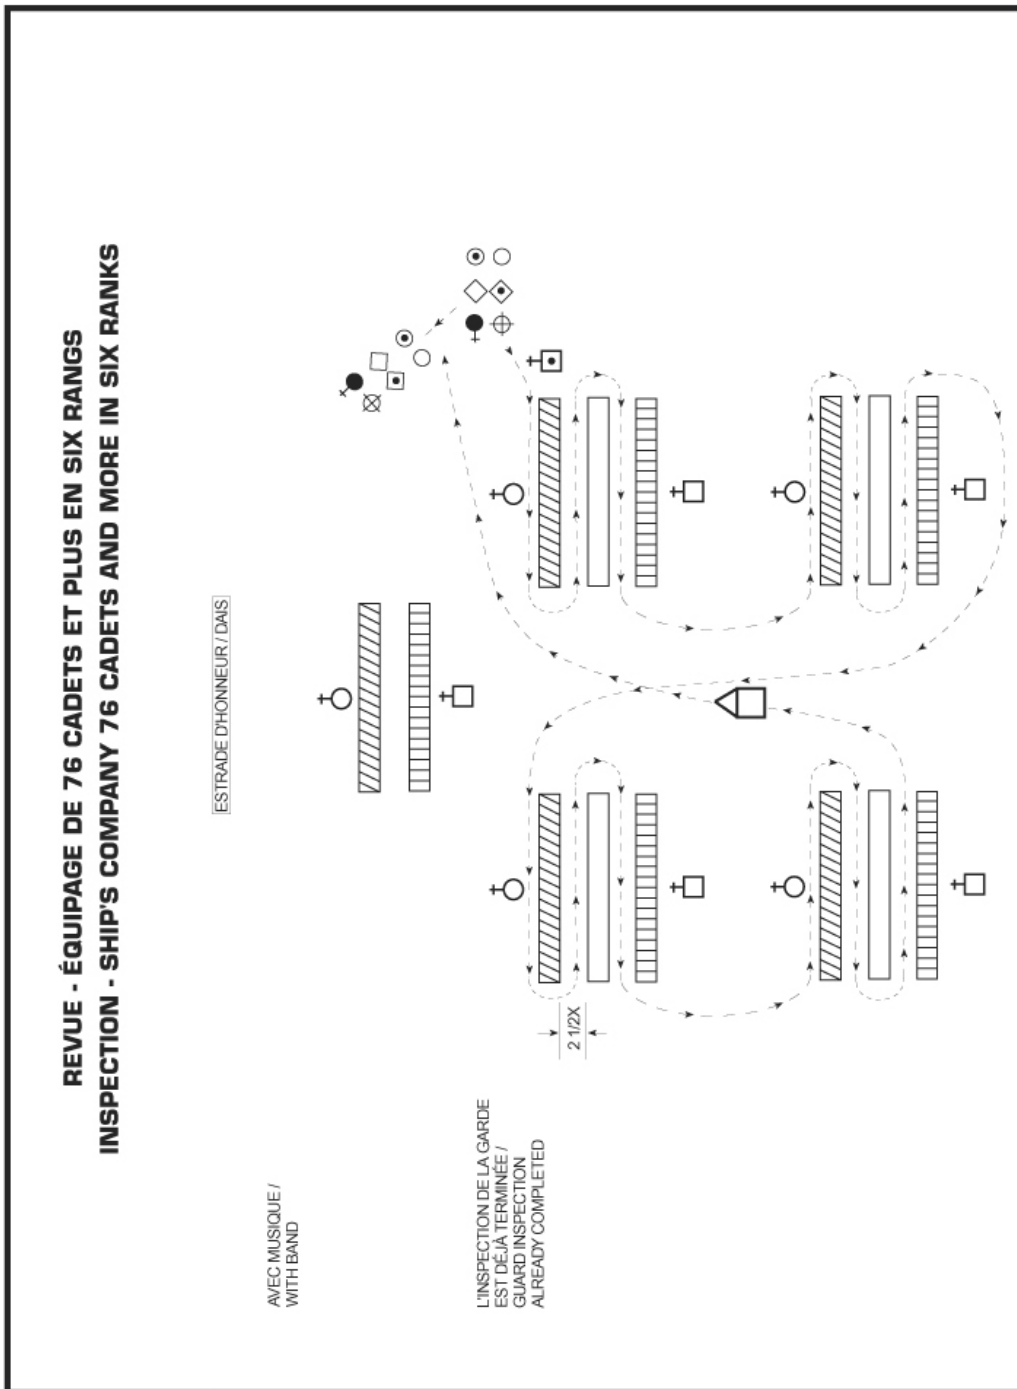 REVUE - ÉQUIPAGE DE 76 CADETS ET PLUS EN SIX RANGS
INSPECTION - SHIP'S COMPANY 76 CADETS AND MORE IN SIX RANKS
ESTRADE D'HONNEUR / DAIS
AVEC MUSIQUE /
WITH BAND
L'INSPECTION DE LA GARDE
EST DÉJÀ TERMINÉE /
GUARD INSPECTION
ALREADY COMPLETED
2 1/2X